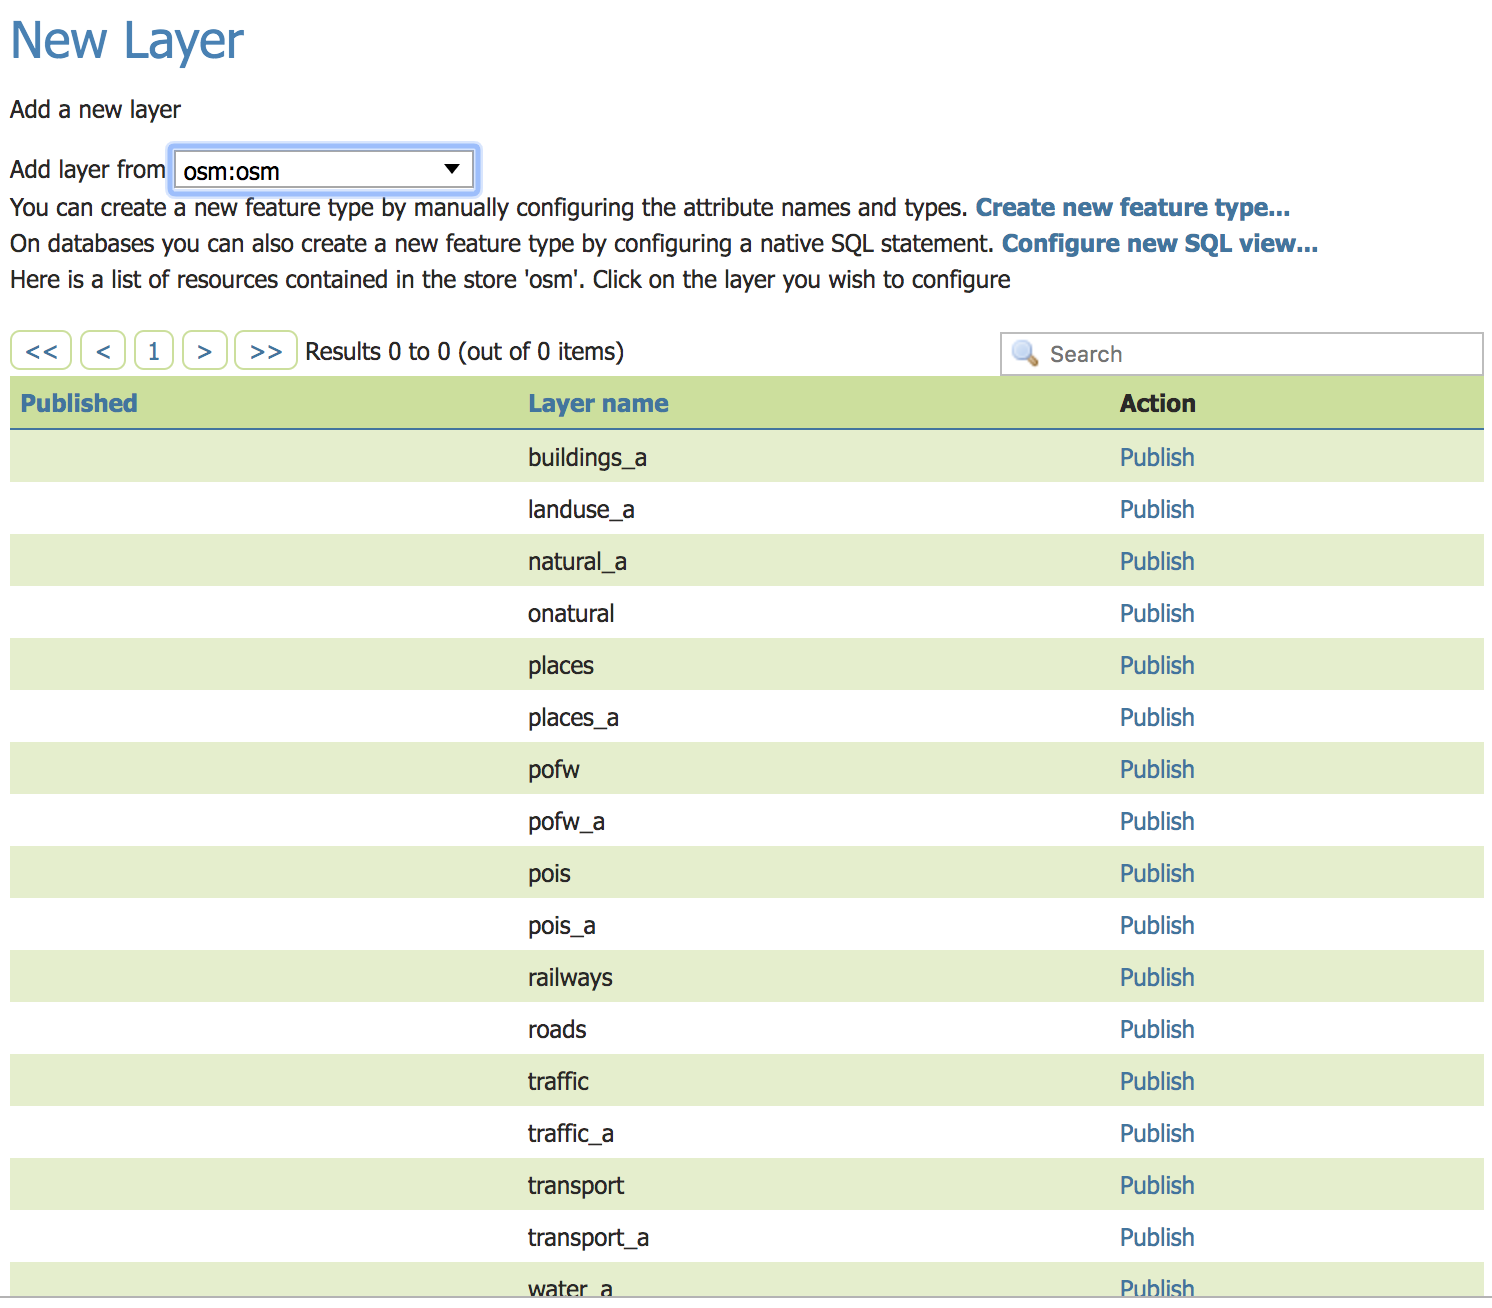 New Layer
Add a new layer
Add layer from osm:osm
You can create a new feature type by manually configuring the attribute names and types. Create new feature type...
On databases you can also create a new feature type by configuring a native SQL statement. Configure new SQL view...
Here is a list of resources contained in the store 'osm'. Click on the layer you wish to configure
<< < 1 > >> Results 0 to 0 (out of 0 items) Search
Published Layer name Action
buildings_a Publish
landuse_a Publish
natural_a Publish
onatural Publish
places Publish
places_a Publish
pofw Publish
pofw_a Publish
pois Publish
pois_a Publish
railways Publish
roads Publish
traffic Publish
traffic_a Publish
transport Publish
transport_a Publish
water_a Publish